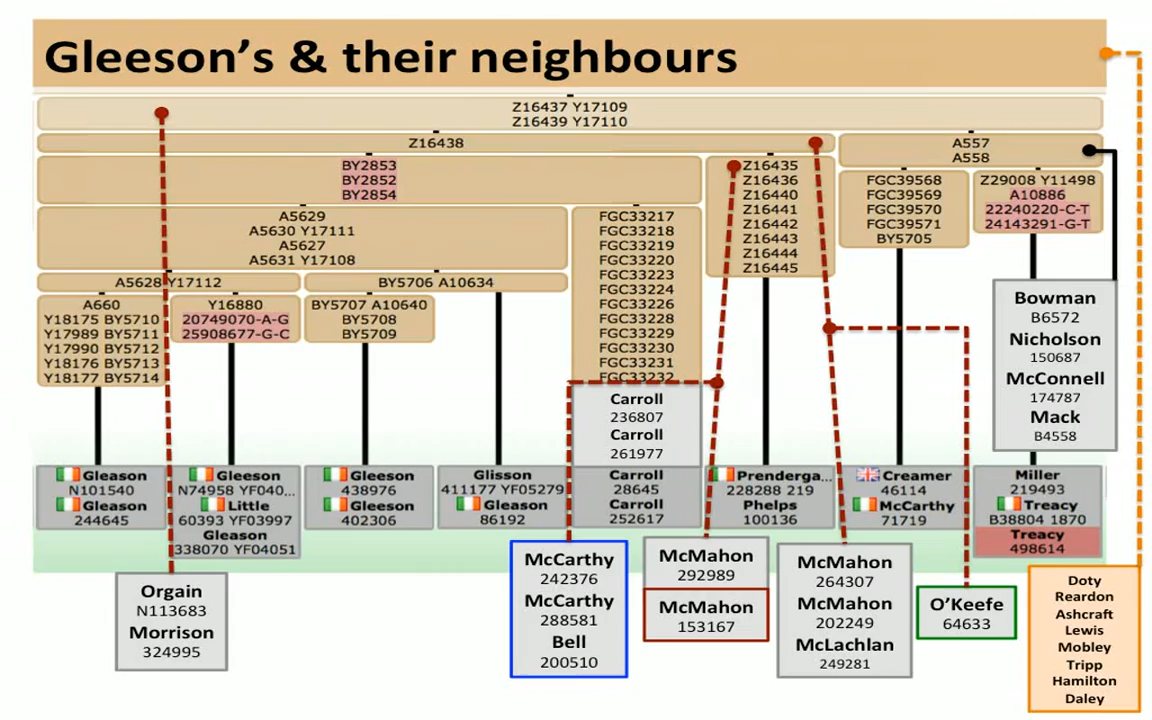 Gleeson's & their neighbours
Z16437 Y17109
Z16439 Y17110
Z16438
A557
A558
BY2853
BY2852
BY2854
Z16435
Z16436
Z16440
Z16441
Z16442
Z16443
Z16444
Z16445
FGC39568
FGC39569
FGC39570
FGC39571
BY5705
Z29008 Y11498
A10886
22240220-C-T
24143291-G-T
A5629
A5630 Y17111
A5627
A5631 Y17108
FGC33217
FGC33218
FGC33219
FGC33220
FGC33223
FGC33224
FGC33226
FGC33228
FGC33229
FGC33230
FGC33231
FGC33232
A5628 Y17112
BY5706 A10634
A660
Y18175 BY5710
Y17989 BY5711
Y17990 BY5712
Y18176 BY5713
Y18177 BY5714
Y16880
20749070-A-G
25908677-G-C
BY5707 A10640
BY5708
BY5709
Bowman
B6572
Nicholson
150687
McConnell
174787
Mack
B4558
Carroll
236807
Carroll
261977
Gleason
N101540
Gleason
244645
Gleeson
N74958 YF040...
Little
60393 YF03997
Gleason
338070 YF04051
Gleeson
438976
Gleeson
402306
Glisson
411177 YF05279
Gleason
86192
Carroll
28645
Carroll
252617
Prenderga...
228288 219
Phelps
100136
Creamer
46114
McCarthy
71719
Miller
219493
Treacy
B38804 1870
Treacy
498614
Orgain
N113683
Morrison
324995
McCarthy
242376
McCarthy
288581
Bell
200510
McMahon
292989
McMahon
153167
McMahon
264307
McMahon
202249
McLachlan
249281
O'Keefe
64633
Doty
Reardon
Ashcraft
Lewis
Mobley
Tripp
Hamilton
Daley